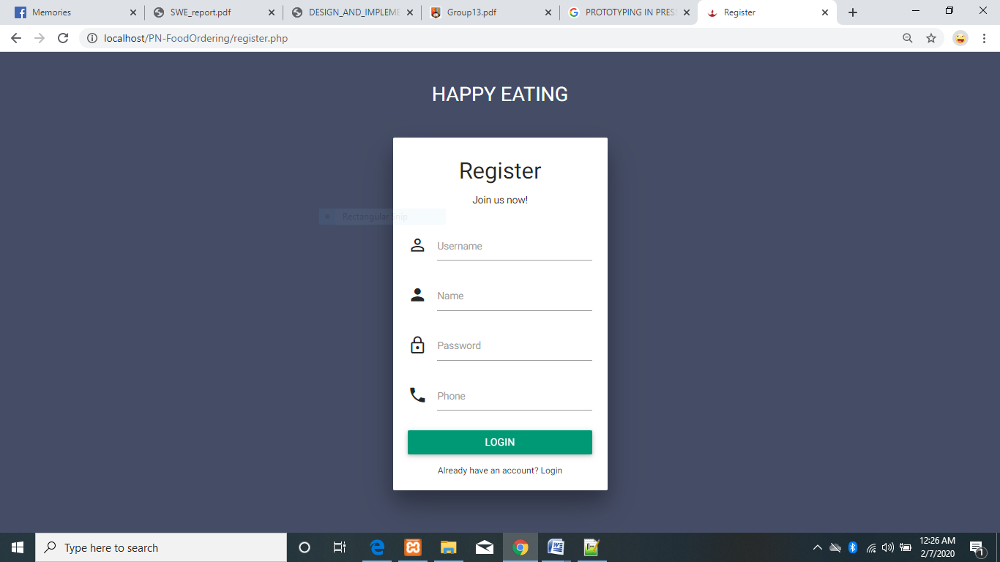 Memories
SWE_report.pdf
DESIGN_AND_IMPLEME
Group13.pdf
PROTOTYPING IN PRES
Register
localhost/PN-FoodOrdering/register.php
HAPPY EATING
Register
Join us now!
Rectangular Snip
Username
Name
Password
Phone
LOGIN
Already have an account? Login
Type here to search
12:26 AM
2/7/2020
1